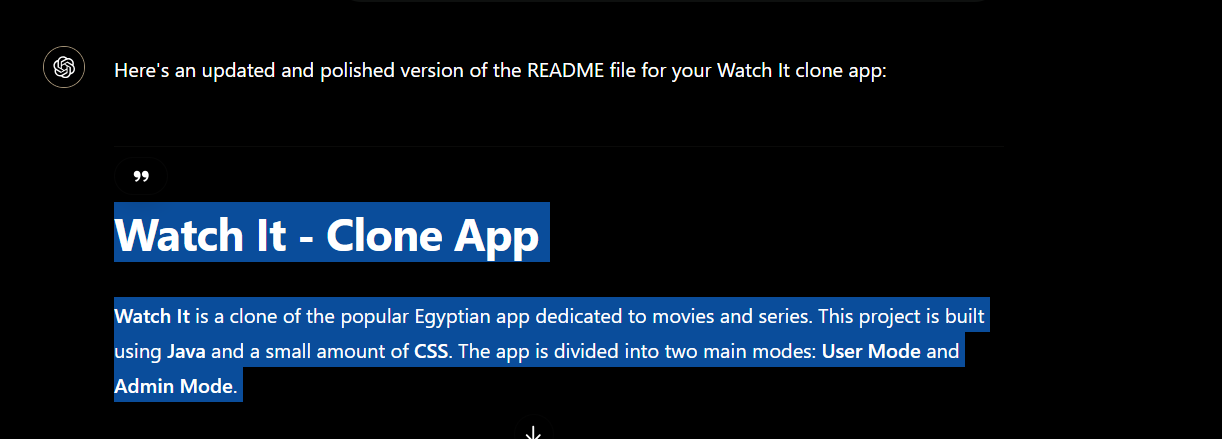 Here's an updated and polished version of the README file for your Watch It clone app:
Watch It - Clone App
Watch It is a clone of the popular Egyptian app dedicated to movies and series. This project is built
using Java and a small amount of CSS. The app is divided into two main modes: User Mode and
Admin Mode.